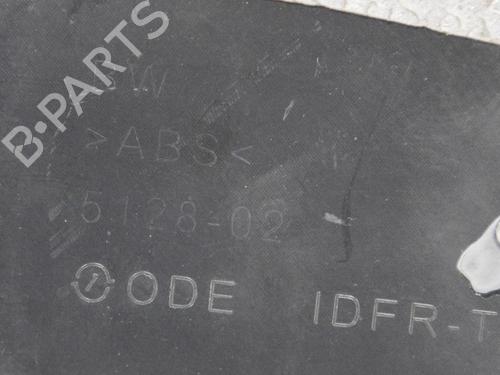 B-PARTS
>ABS<
5128-02
ODE IDFR-T